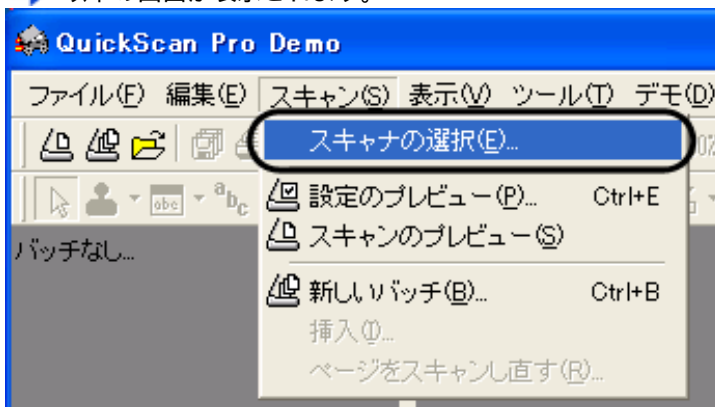 QuickScan Pro Demo
ファイル(F) 編集(E) スキャン(S) 表示(V) ツール(T) デモ(D)
スキャナの選択(E)...
abc abc
設定のプレビュー(P)... Ctrl+E
スキャンのプレビュー(S)
バッチなし...
新しいバッチ(B)... Ctrl+B
挿入(I)...
ページをスキャンし直す(R)...